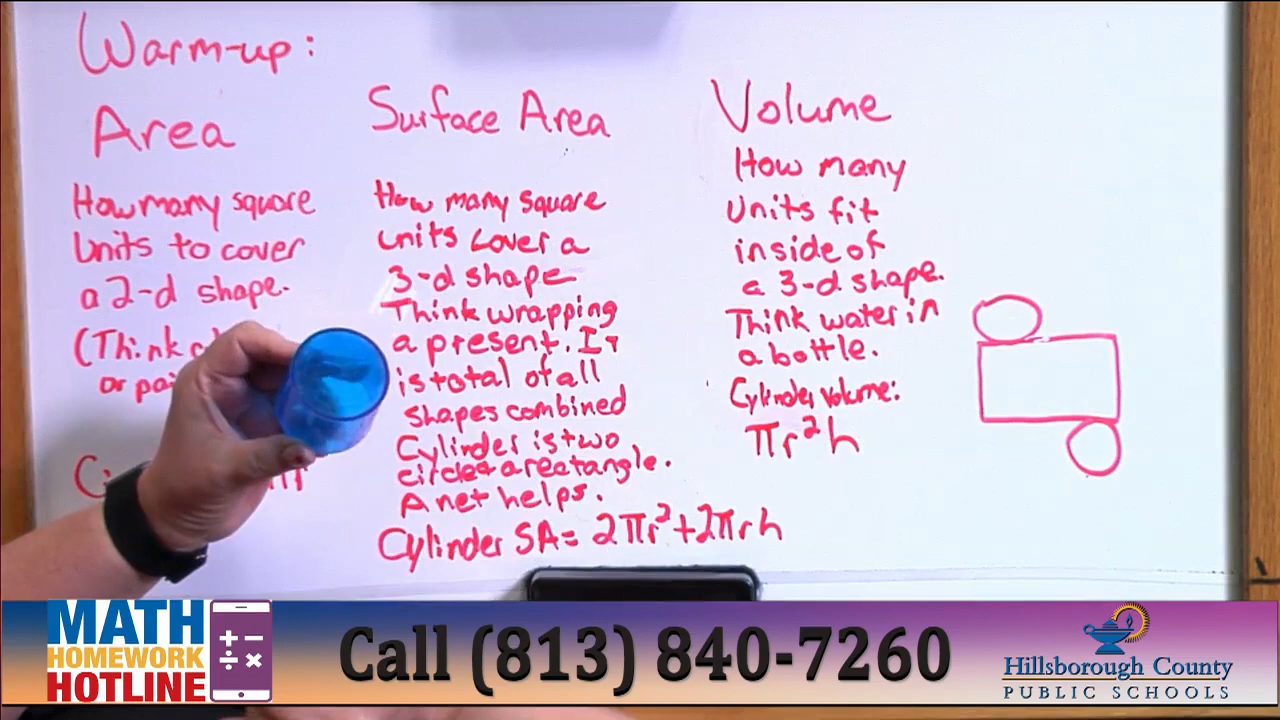 Warm-up:
Area
How many square
Units to cover
a 2-d shape.
(Think
or
Surface Area
How many square
units cover a
3-d shape
Think wrapping
a present. It
is total of all
shapes combined
Cylinder is two
circles + a rectangle.
A net helps.
Cylinder SA= 2πr²+2πrh
Volume
How many
Units fit
inside of
a 3-d shape.
Think water in
a bottle.
Cylinder volume:
πr²h
MATH
HOMEWORK
HOTLINE
+ −
÷ ×
Call (813) 840-7260
Hillsborough County
PUBLIC SCHOOLS